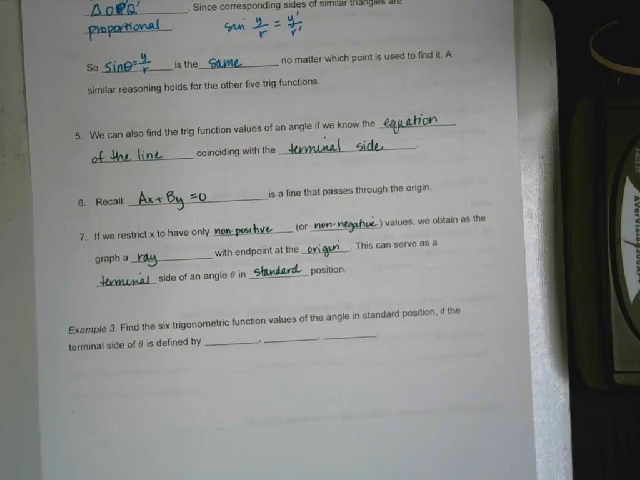 △OP'Q'. Since corresponding sides of similar triangles are
proportional sin y/r = y'/r'
So sinθ=y/r is the same no matter which point is used to find it. A
similar reasoning holds for the other five trig functions.
5. We can also find the trig function values of an angle if we know the equation
of the line coinciding with the terminal side.
6. Recall Ax+By=0 is a line that passes through the origin.
7. If we restrict x to have only non-positive (or non-negative) values, we obtain as the
graph a ray with endpoint at the origin. This can serve as a
terminal side of an angle θ in standard position.
Example 3. Find the six trigonometric function values of the angle in standard position, if the
terminal side of θ is defined by ________, ________, ________.